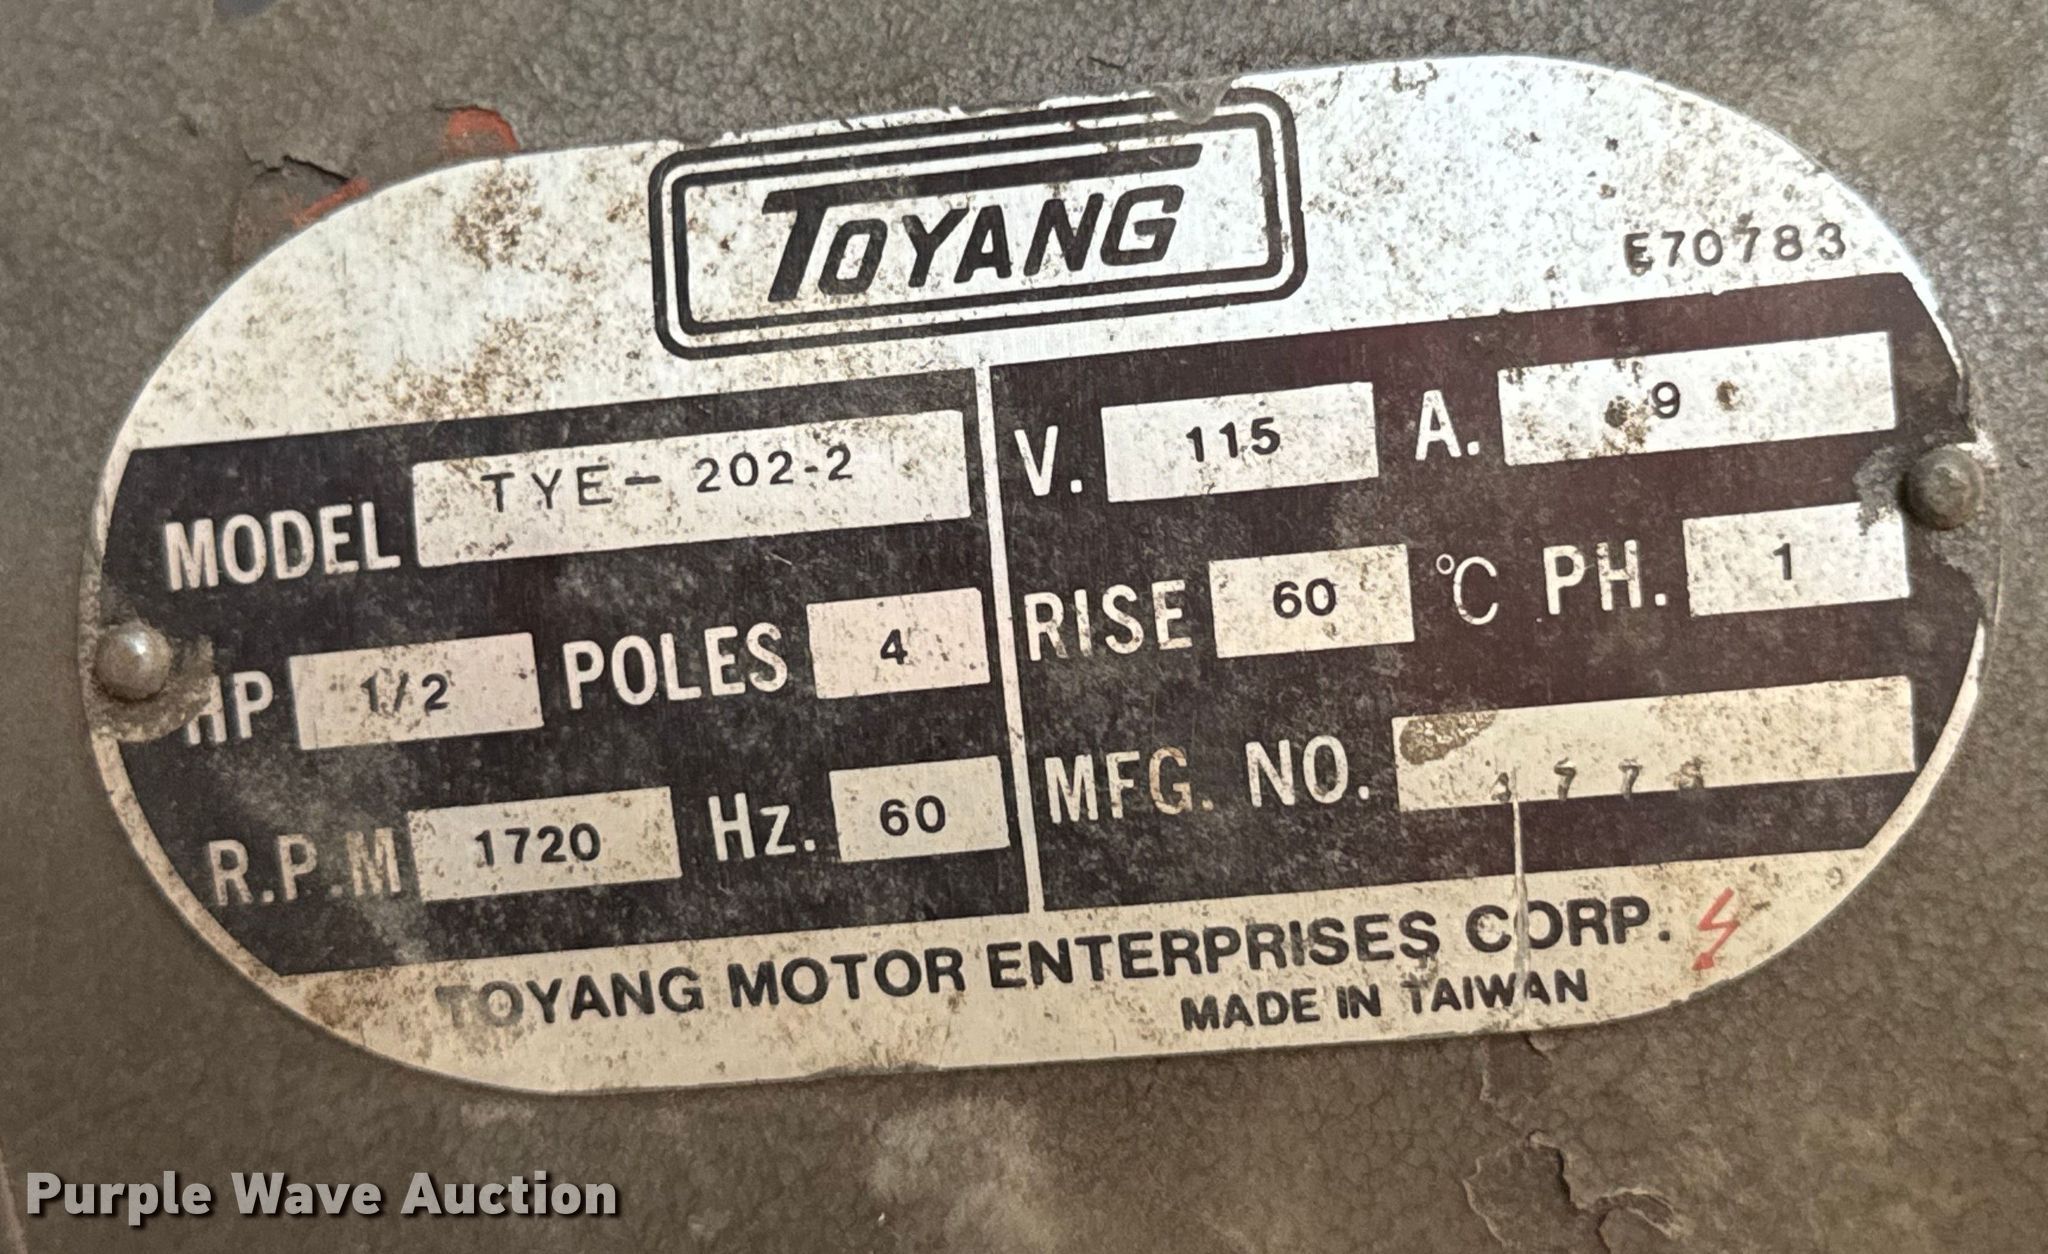 TOYANG
E70783
MODEL TYE-202-2
HP 1/2 POLES 4
R.P.M 1720 Hz. 60
V. 115 A. 9
RISE 60 °C PH. 1
MFG. NO.
TOYANG MOTOR ENTERPRISES CORP.
MADE IN TAIWAN
Purple Wave Auction